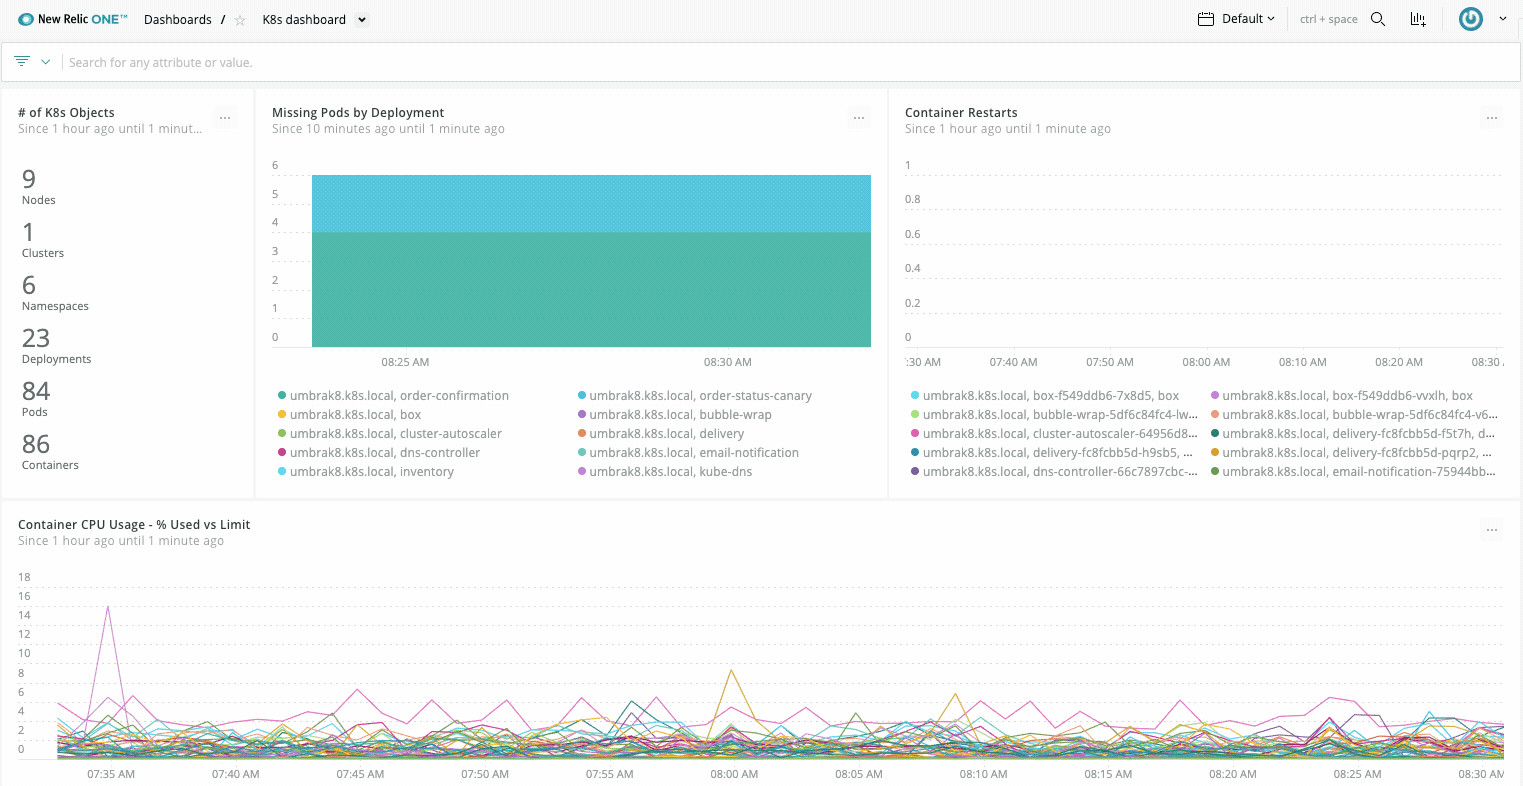 New Relic ONE™ Dashboards / ☆ K8s dashboard Default ctrl + space
Search for any attribute or value.
# of K8s Objects
Since 1 hour ago until 1 minut...
9
Nodes
1
Clusters
6
Namespaces
23
Deployments
84
Pods
86
Containers
Missing Pods by Deployment
Since 10 minutes ago until 1 minute ago
6
5
4
3
2
1
0
08:25 AM 08:30 AM
umbrak8.k8s.local, order-confirmation
umbrak8.k8s.local, order-status-canary
umbrak8.k8s.local, box
umbrak8.k8s.local, bubble-wrap
umbrak8.k8s.local, cluster-autoscaler
umbrak8.k8s.local, delivery
umbrak8.k8s.local, dns-controller
umbrak8.k8s.local, email-notification
umbrak8.k8s.local, inventory
umbrak8.k8s.local, kube-dns
Container Restarts
Since 1 hour ago until 1 minute ago
1
0.8
0.6
0.4
0.2
0
:30 AM 07:40 AM 07:50 AM 08:00 AM 08:10 AM 08:20 AM 08:30
umbrak8.k8s.local, box-f549ddb6-7x8d5, box
umbrak8.k8s.local, box-f549ddb6-vvxlh, box
umbrak8.k8s.local, bubble-wrap-5df6c84fc4-lw...
umbrak8.k8s.local, bubble-wrap-5df6c84fc4-v6...
umbrak8.k8s.local, cluster-autoscaler-64956d8...
umbrak8.k8s.local, delivery-fc8fcbb5d-f5t7h, d...
umbrak8.k8s.local, delivery-fc8fcbb5d-h9sb5, ...
umbrak8.k8s.local, delivery-fc8fcbb5d-pqrp2, ...
umbrak8.k8s.local, dns-controller-66c7897cbc-...
umbrak8.k8s.local, email-notification-75944bb...
Container CPU Usage - % Used vs Limit
Since 1 hour ago until 1 minute ago
18
16
14
12
10
8
6
4
2
0
07:35 AM 07:40 AM 07:45 AM 07:50 AM 07:55 AM 08:00 AM 08:05 AM 08:10 AM 08:15 AM 08:20 AM 08:25 AM 08:30 AM